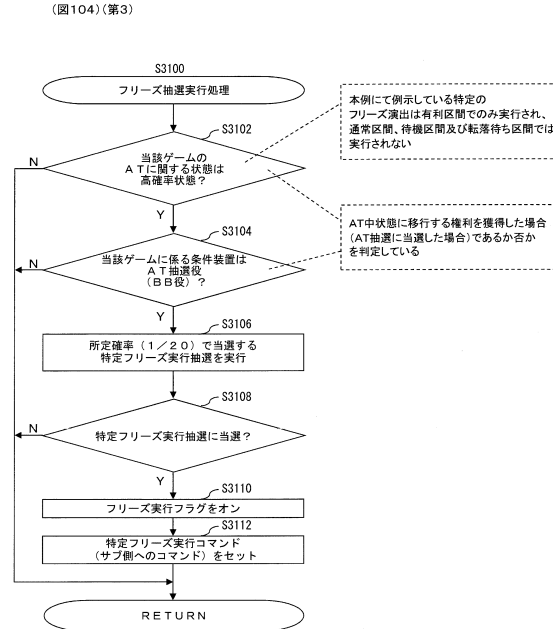 (図104)(第3)
S3100
フリーズ抽選実行処理
本例にて例示している特定の
フリーズ演出は有利区間でのみ実行され、
通常区間、待機区間及び転落待ち区間では
実行されない
S3102
N
当該ゲームの
ATに関する状態は
高確率状態?
Y
AT中状態に移行する権利を獲得した場合
(AT抽選に当選した場合)であるか否か
を判定している
S3104
N
当該ゲームに係る条件装置は
AT抽選役
(BB役)?
Y
S3106
所定確率(1/20)で当選する
特定フリーズ実行抽選を実行
S3108
N
特定フリーズ実行抽選に当選?
Y
S3110
フリーズ実行フラグをオン
S3112
特定フリーズ実行コマンド
(サブ側へのコマンド)をセット
RETURN